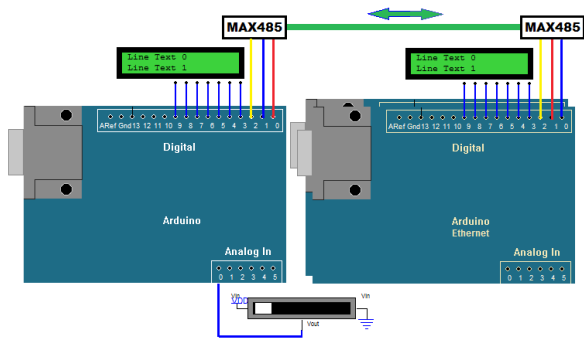 MAX485
MAX485
Line Text 0
Line Text 1
Line Text 0
Line Text 1
ARef Gnd 13 12 11 10 9 8 7 6 5 4 3 2 1 0
ARef Gnd 13 12 11 10 9 8 7 6 5 4 3 2 1 0
Digital
Digital
Arduino
Arduino
Ethernet
Analog In
Analog In
0 1 2 3 4 5
0 1 2 3 4 5
Vin
VDD
Vin
Vout